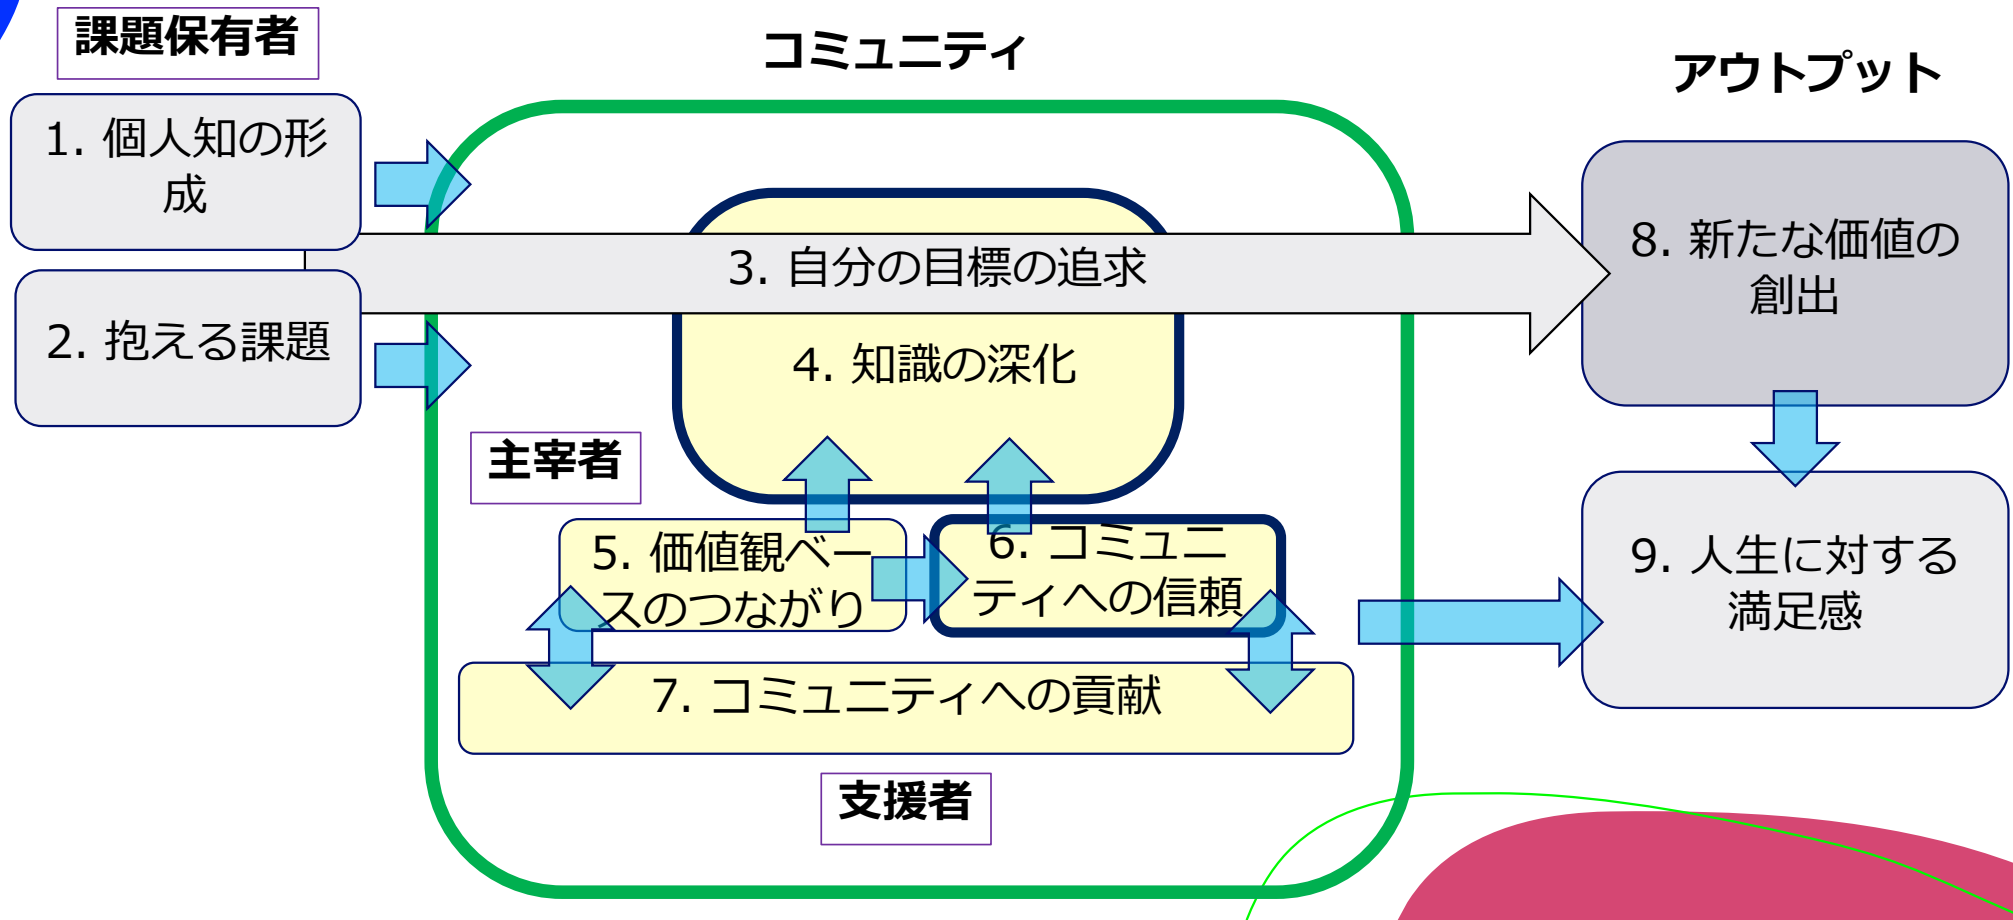 課題保有者
コミュニティ
アウトプット
1. 個人知の形
成
2. 抱える課題
3. 自分の目標の追求
4. 知識の深化
主宰者
5. 価値観ベー
スのつながり
6. コミュニ
ティへの信頼
7. コミュニティへの貢献
支援者
8. 新たな価値の
創出
9. 人生に対する
満足感